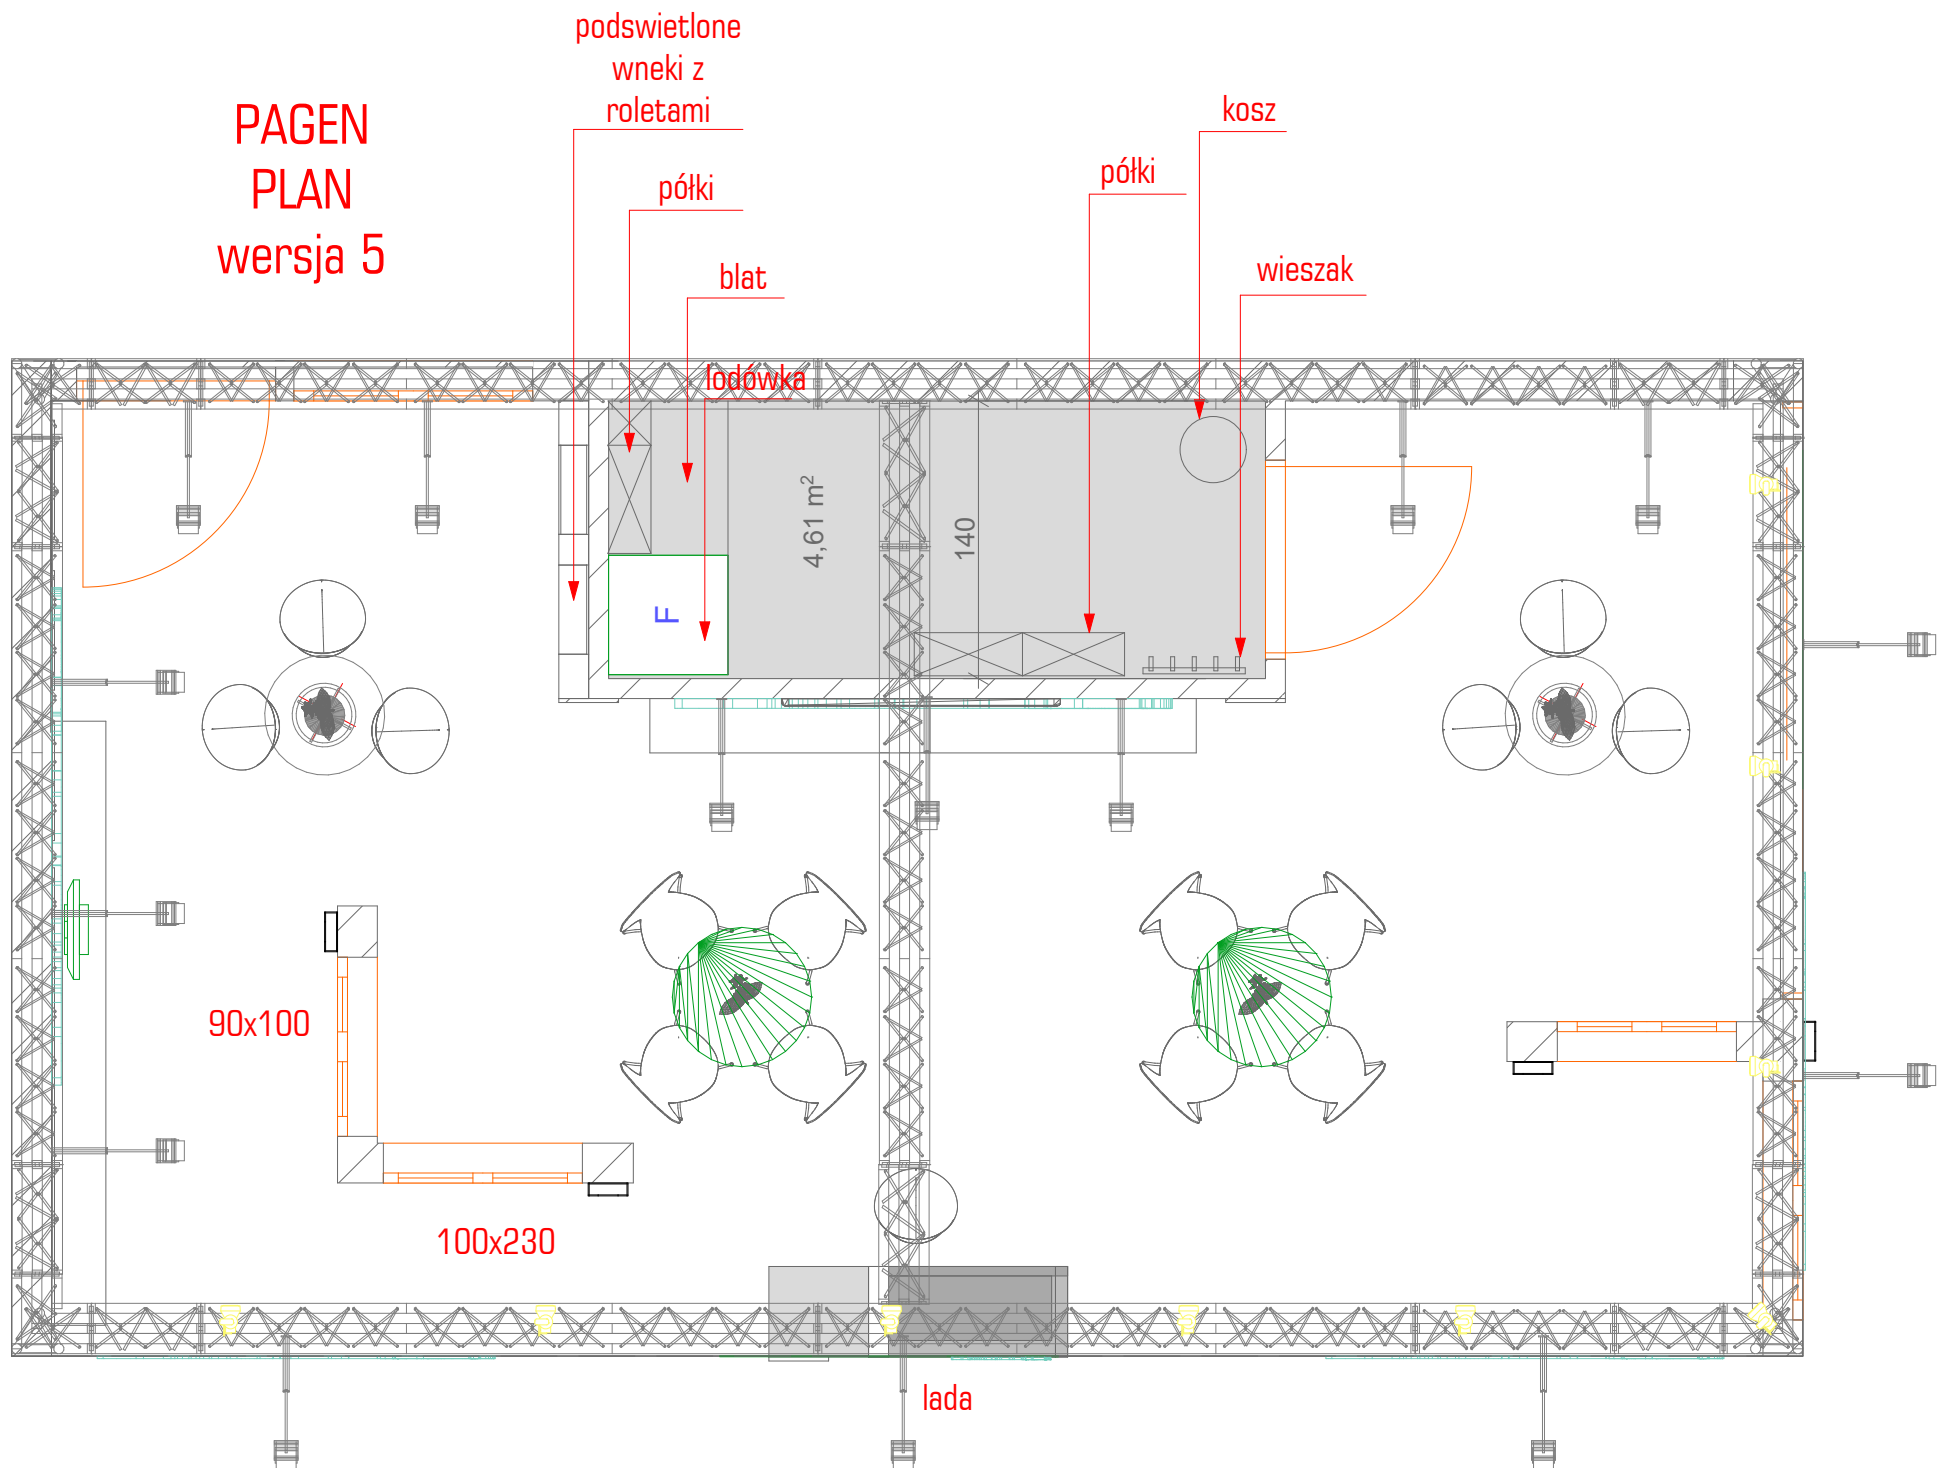 podswietlone
wneki z
roletami
PAGEN
PLAN
wersja 5
półki
blat
lodówka
kosz
półki
wieszak
4,61 m²
140
F
90x100
100x230
lada